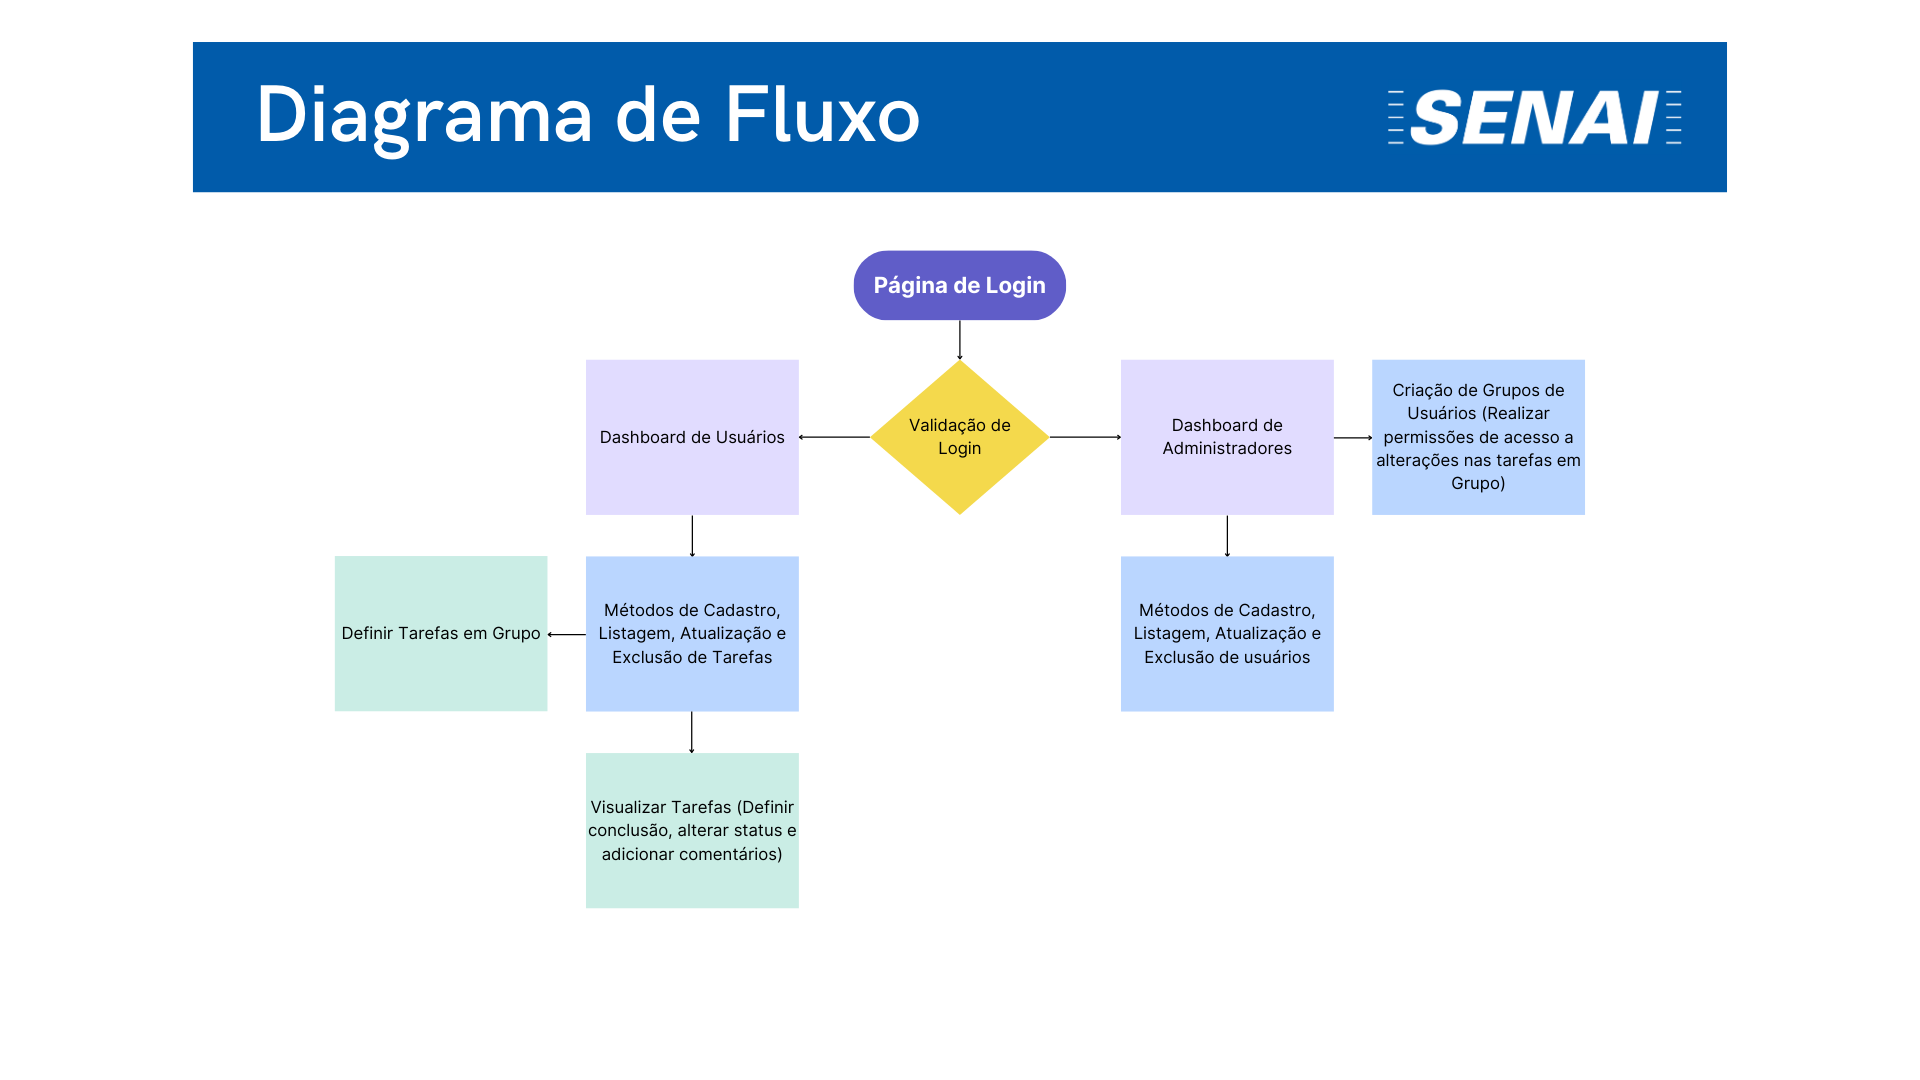 Diagrama de Fluxo
SENAI
Página de Login
Dashboard de Usuários
Validação de
Login
Dashboard de
Administradores
Criação de Grupos de
Usuários (Realizar
permissões de acesso a
alterações nas tarefas em
Grupo)
Definir Tarefas em Grupo
Métodos de Cadastro,
Listagem, Atualização e
Exclusão de Tarefas
Métodos de Cadastro,
Listagem, Atualização e
Exclusão de usuários
Visualizar Tarefas (Definir
conclusão, alterar status e
adicionar comentários)